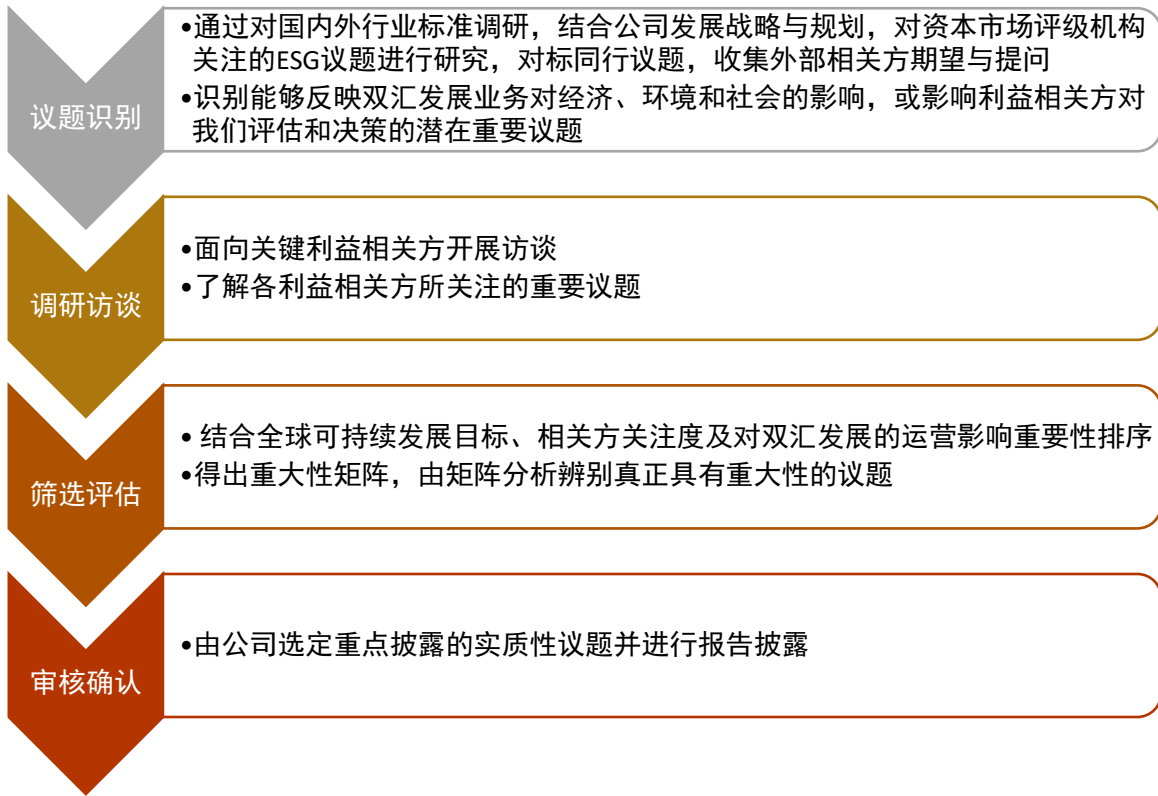 议题识别
•通过对国内外行业标准调研，结合公司发展战略与规划，对资本市场评级机构
关注的ESG议题进行研究，对标同行议题，收集外部相关方期望与提问
•识别能够反映双汇发展业务对经济、环境和社会的影响，或影响利益相关方对
我们评估和决策的潜在重要议题
调研访谈
•面向关键利益相关方开展访谈
•了解各利益相关方所关注的重要议题
筛选评估
• 结合全球可持续发展目标、相关方关注度及对双汇发展的运营影响重要性排序
•得出重大性矩阵，由矩阵分析辨别真正具有重大性的议题
审核确认
•由公司选定重点披露的实质性议题并进行报告披露